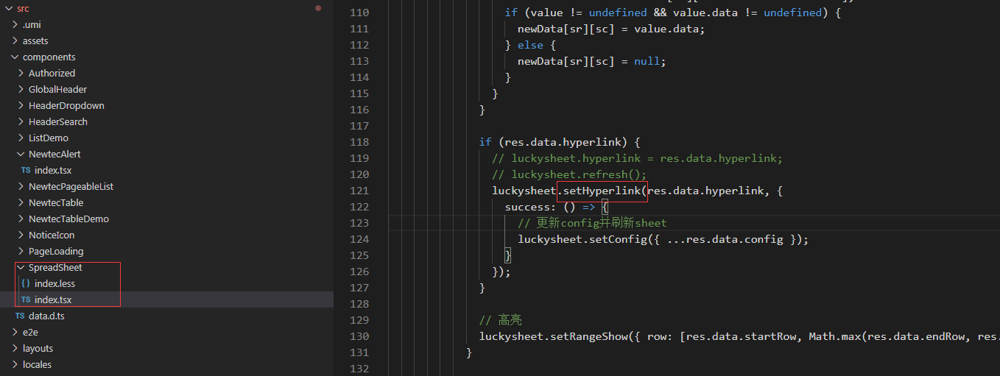 src
.umi
assets
components
Authorized
GlobalHeader
HeaderDropdown
HeaderSearch
ListDemo
NewtecAlert
TS index.tsx
NewtecPageableList
NewtecTable
NewtecTableDemo
NoticeIcon
PageLoading
SpreadSheet
{} index.less
TS index.tsx
TS data.d.ts
e2e
layouts
locales
110 if (value != undefined && value.data != undefined) {
111 newData[sr][sc] = value.data;
112 } else {
113 newData[sr][sc] = null;
114 }
115 }
116 }
117
118 if (res.data.hyperlink) {
119 // luckysheet.hyperlink = res.data.hyperlink;
120 // luckysheet.refresh();
121 luckysheet.setHyperlink(res.data.hyperlink, {
122 success: () => {
123 // 更新config并刷新sheet
124 luckysheet.setConfig({ ...res.data.config });
125 }
126 });
127 }
128
129 // 高亮
130 luckysheet.setRangeShow({ row: [res.data.startRow, Math.max(res.data.endRow, res.
131 }
132